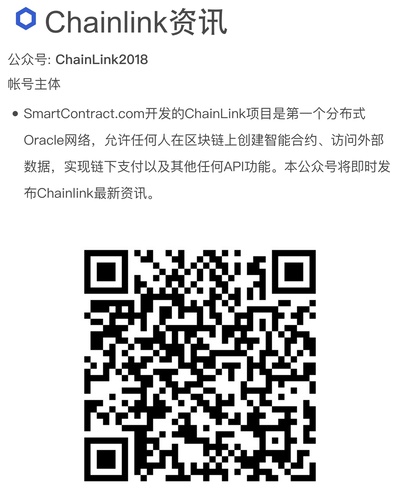 Chainlink资讯
公众号: ChainLink2018
帐号主体
• SmartContract.com开发的ChainLink项目是第一个分布式
Oracle网络，允许任何人在区块链上创建智能合约、访问外部
数据，实现链下支付以及其他任何API功能。本公众号将即时发
布Chainlink最新资讯。